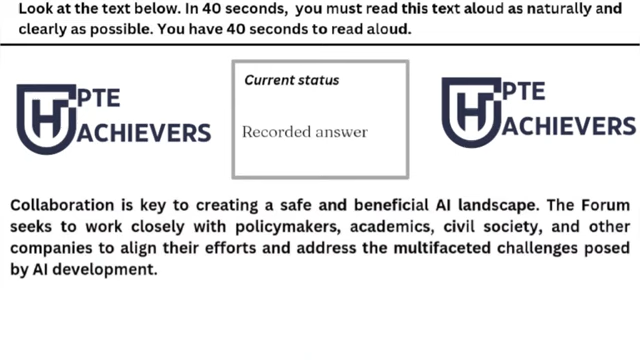 Look at the text below. In 40 seconds, you must read this text aloud as naturally and
clearly as possible. You have 40 seconds to read aloud.
PTE
ACHIEVERS
Current status
Recorded answer
PTE
ACHIEVERS
Collaboration is key to creating a safe and beneficial AI landscape. The Forum
seeks to work closely with policymakers, academics, civil society, and other
companies to align their efforts and address the multifaceted challenges posed
by AI development.